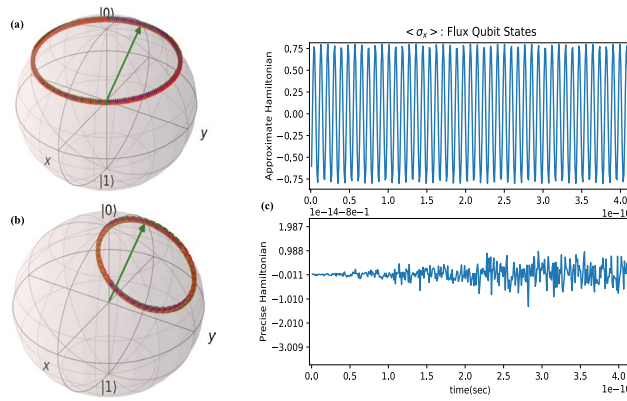 (a)
|0⟩
x
y
|1⟩
(b)
|0⟩
x
y
|1⟩
<σx> : Flux Qubit States
Approximate Hamiltonian
0.75
0.50
0.25
0.00
−0.25
−0.50
−0.75
0.0 0.5 1.0 1.5 2.0 2.5 3.0 3.5 4.0
1e−10
(c)
1e−14−8e−1
Precise Hamiltonian
1.987
0.988
−0.011
−1.010
−2.010
−3.009
0.0 0.5 1.0 1.5 2.0 2.5 3.0 3.5 4.0
time(sec)